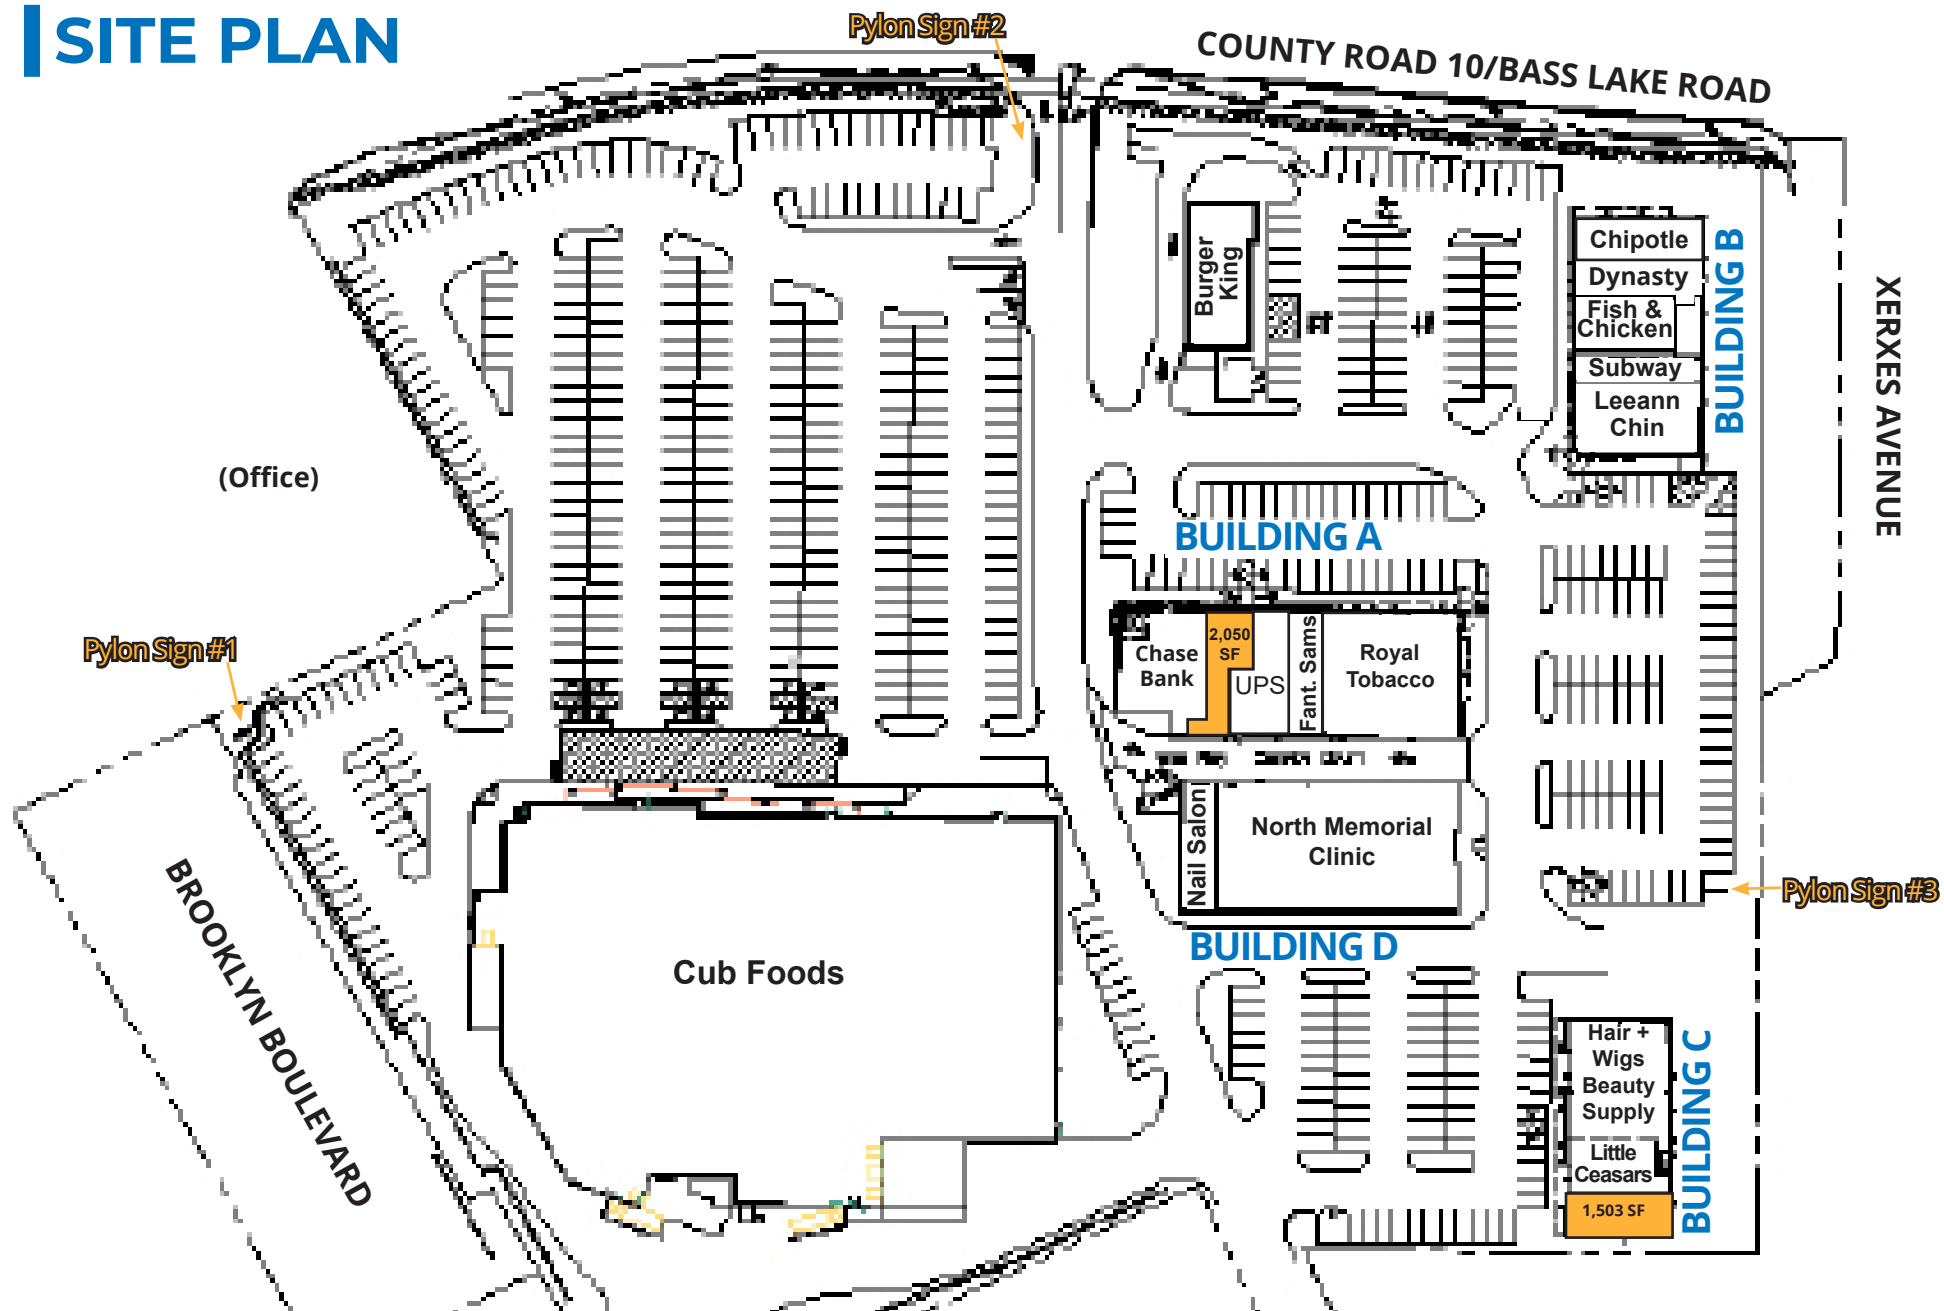 SITE PLAN
Pylon Sign #2
COUNTY ROAD 10/BASS LAKE ROAD
Burger
King
Chipotle
Dynasty
Fish &
Chicken
Subway
Leeann
Chin
BUILDING B
XERXES AVENUE
(Office)
BUILDING A
Pylon Sign #1
Chase
Bank
2,050
SF
UPS
Fant. Sams
Royal
Tobacco
Nail Salon
North Memorial
Clinic
Pylon Sign #3
BROOKLYN BOULEVARD
BUILDING D
Cub Foods
Hair +
Wigs
Beauty
Supply
Little
Ceasars
1,503 SF
BUILDING C